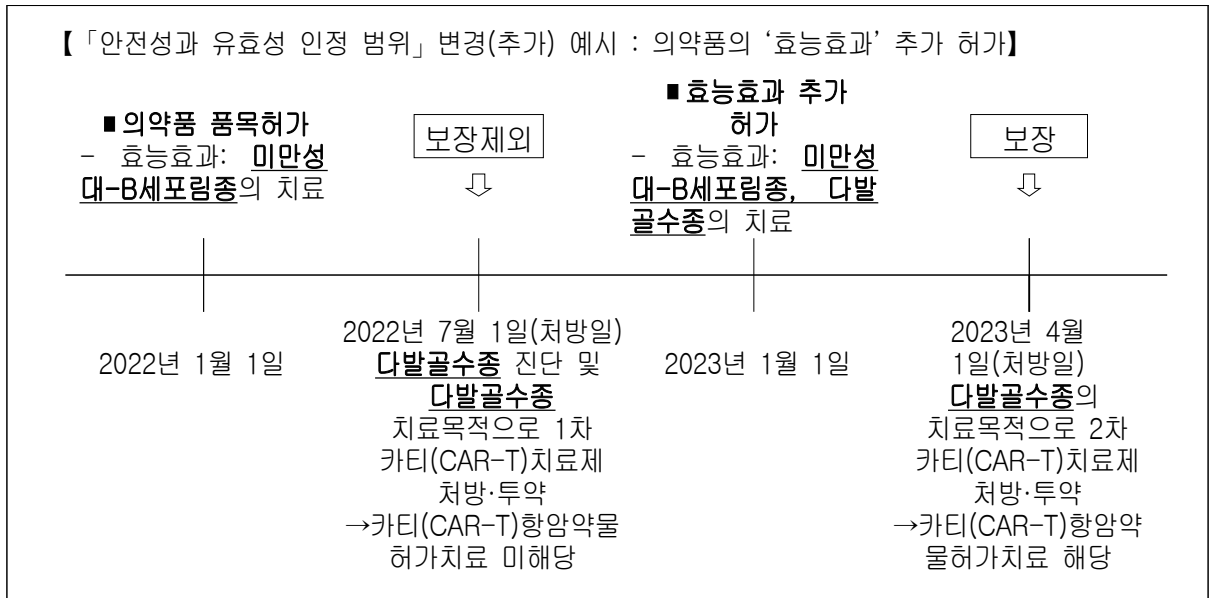 【「안전성과 유효성 인정 범위」 변경(추가) 예시 : 의약품의 ‘효능효과’ 추가 허가】
■ 의약품 품목허가
- 효능효과: 미만성
대-B세포림종의 치료
보장제외
⇩
■ 효능효과 추가
허가
- 효능효과: 미만성
대-B세포림종, 다발
골수종의 치료
보장
⇩
2022년 1월 1일
2022년 7월 1일(처방일)
다발골수종 진단 및
다발골수종
치료목적으로 1차
카티(CAR-T)치료제
처방·투약
→카티(CAR-T)항암약물
허가치료 미해당
2023년 1월 1일
2023년 4월
1일(처방일)
다발골수종의
치료목적으로 2차
카티(CAR-T)치료제
처방·투약
→카티(CAR-T)항암약
물허가치료 해당